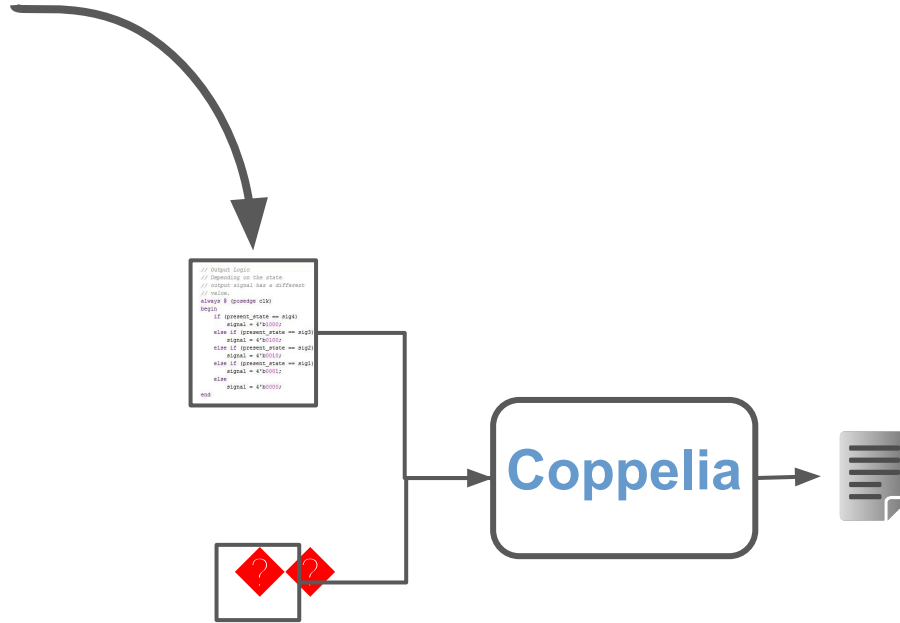 // Output Logic
// Depending on the state
// output signal has a different
// value.
always @ (posedge clk)
begin
if (present_state == sig4)
signal = 4'b1000;
else if (present_state == sig3)
signal = 4'b0100;
else if (present_state == sig2)
signal = 4'b0010;
else if (present_state == sig1)
signal = 4'b0001;
else
signal = 4'b0000;
end
Coppelia
��